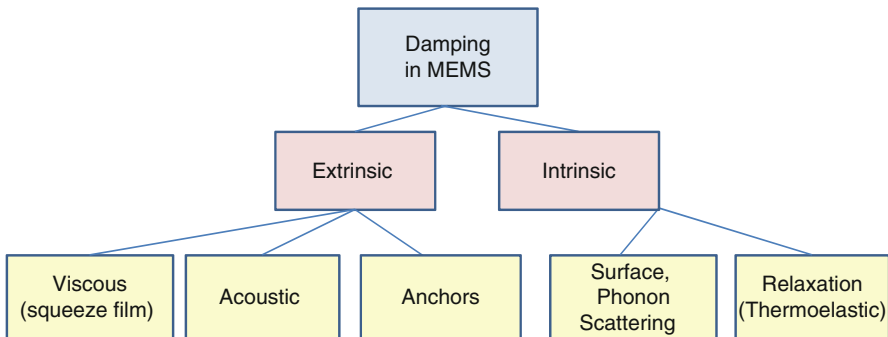 Damping
in MEMS
Extrinsic
Intrinsic
Viscous
(squeeze film)
Acoustic
Anchors
Surface,
Phonon
Scattering
Relaxation
(Thermoelastic)